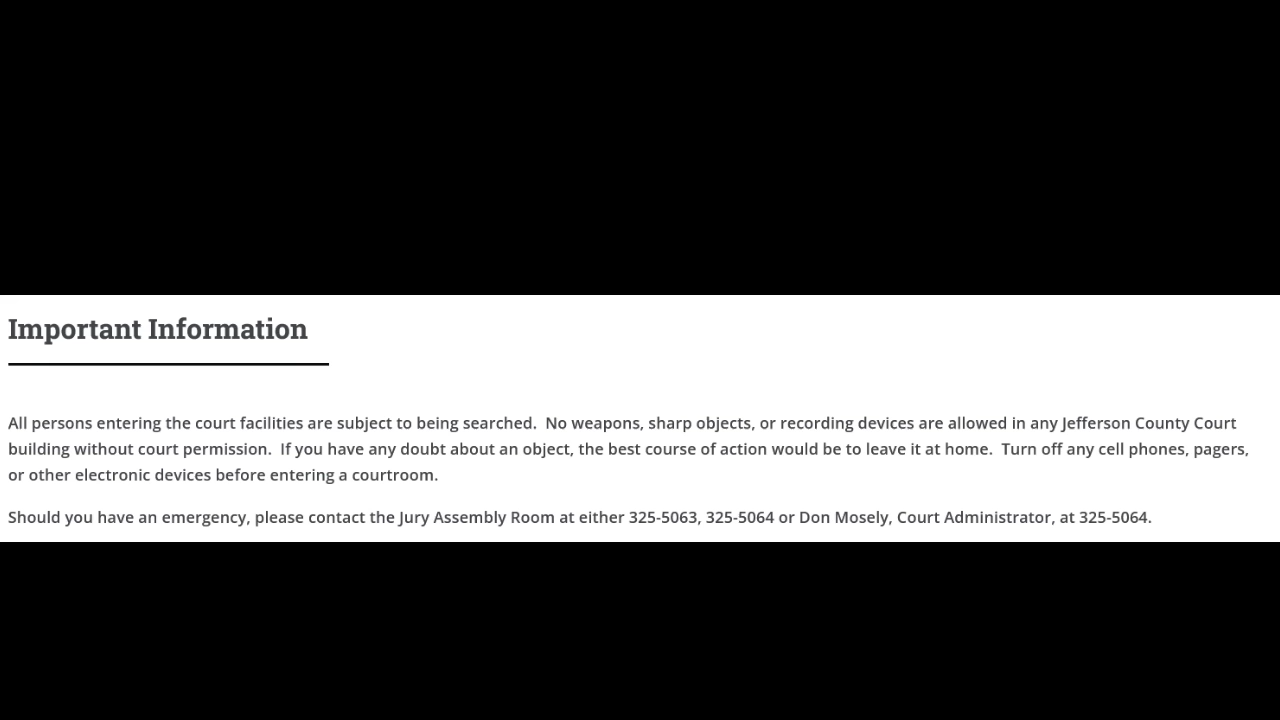 Important Information
All persons entering the court facilities are subject to being searched.  No weapons, sharp objects, or recording devices are allowed in any Jefferson County Court
building without court permission.  If you have any doubt about an object, the best course of action would be to leave it at home.  Turn off any cell phones, pagers,
or other electronic devices before entering a courtroom.
Should you have an emergency, please contact the Jury Assembly Room at either 325-5063, 325-5064 or Don Mosely, Court Administrator, at 325-5064.